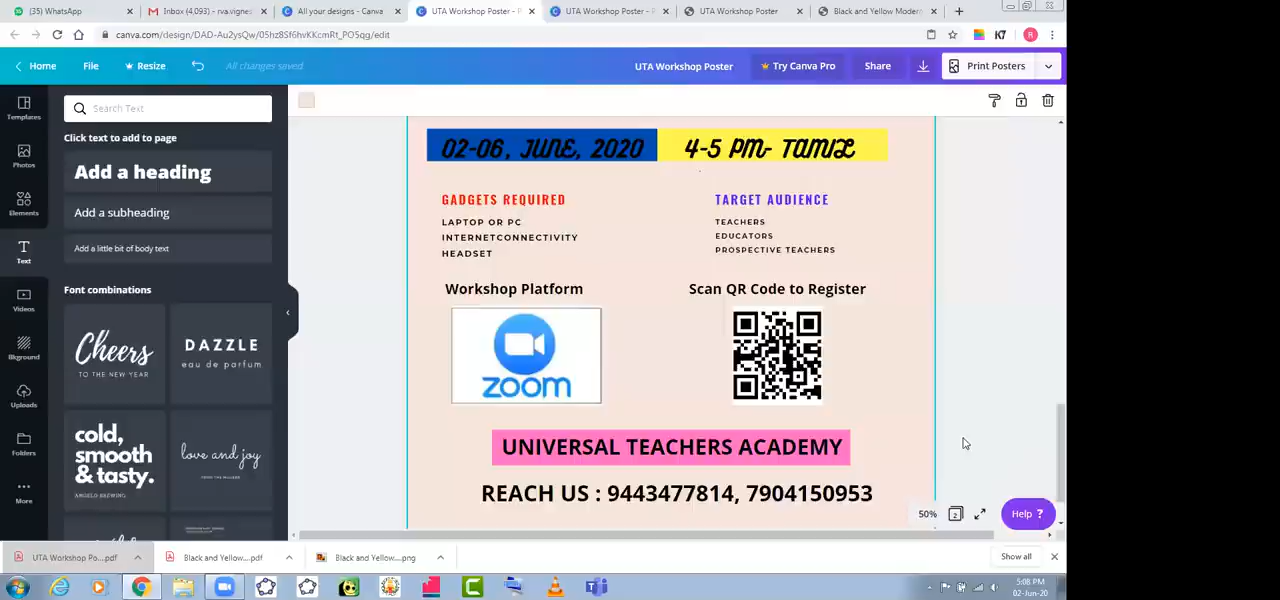 (35) WhatsApp
Inbox (4,093) - rva.vignes
All your designs - Canva
UTA Workshop Poster - P
UTA Workshop Poster - P
UTA Workshop Poster
Black and Yellow Modern
canva.com/design/DAD-Au2ysQw/05hz8Sf6hvKKcmRt_PO5qg/edit
K7
R
Home
File
Resize
All changes saved
UTA Workshop Poster
Try Canva Pro
Share
Print Posters
Templates
Photos
Elements
Text
Videos
Bkground
Uploads
Folders
More
Search Text
Click text to add to page
Add a heading
Add a subheading
Add a little bit of body text
Font combinations
Cheers
TO THE NEW YEAR
DAZZLE
eau de parfum
cold,
smooth
& tasty.
ANGELO BREWING
love and joy
02-06, JUNE, 2020
4-5 PM- TAMIL
GADGETS REQUIRED
LAPTOP OR PC
INTERNETCONNECTIVITY
HEADSET
TARGET AUDIENCE
TEACHERS
EDUCATORS
PROSPECTIVE TEACHERS
Workshop Platform
Scan QR Code to Register
zoom
UNIVERSAL TEACHERS ACADEMY
REACH US : 9443477814, 7904150953
50%
2
Help ?
UTA Workshop Po....pdf
Black and Yellow....pdf
Black and Yellow....png
Show all
5:08 PM
02-Jun-20